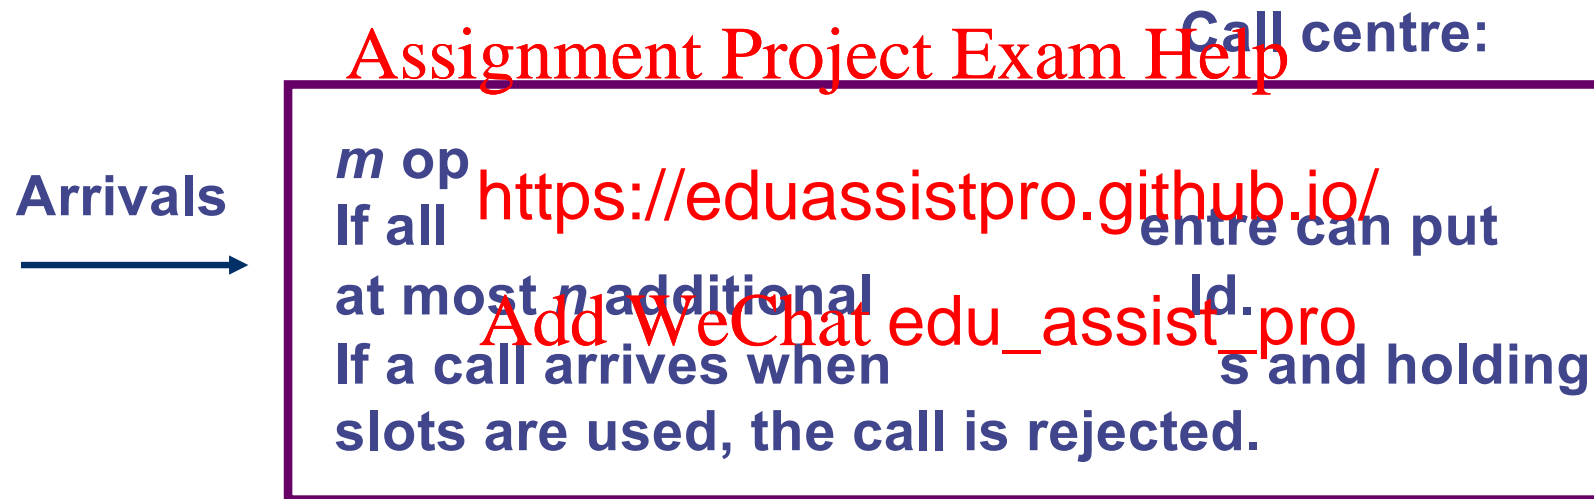 Call centre:
Assignment Project Exam Help
Arrivals
m op
https://eduassistpro.github.io/
If all entre can put
at most n additional ld.
Add WeChat edu_assist_pro
If a call arrives when s and holding
slots are used, the call is rejected.